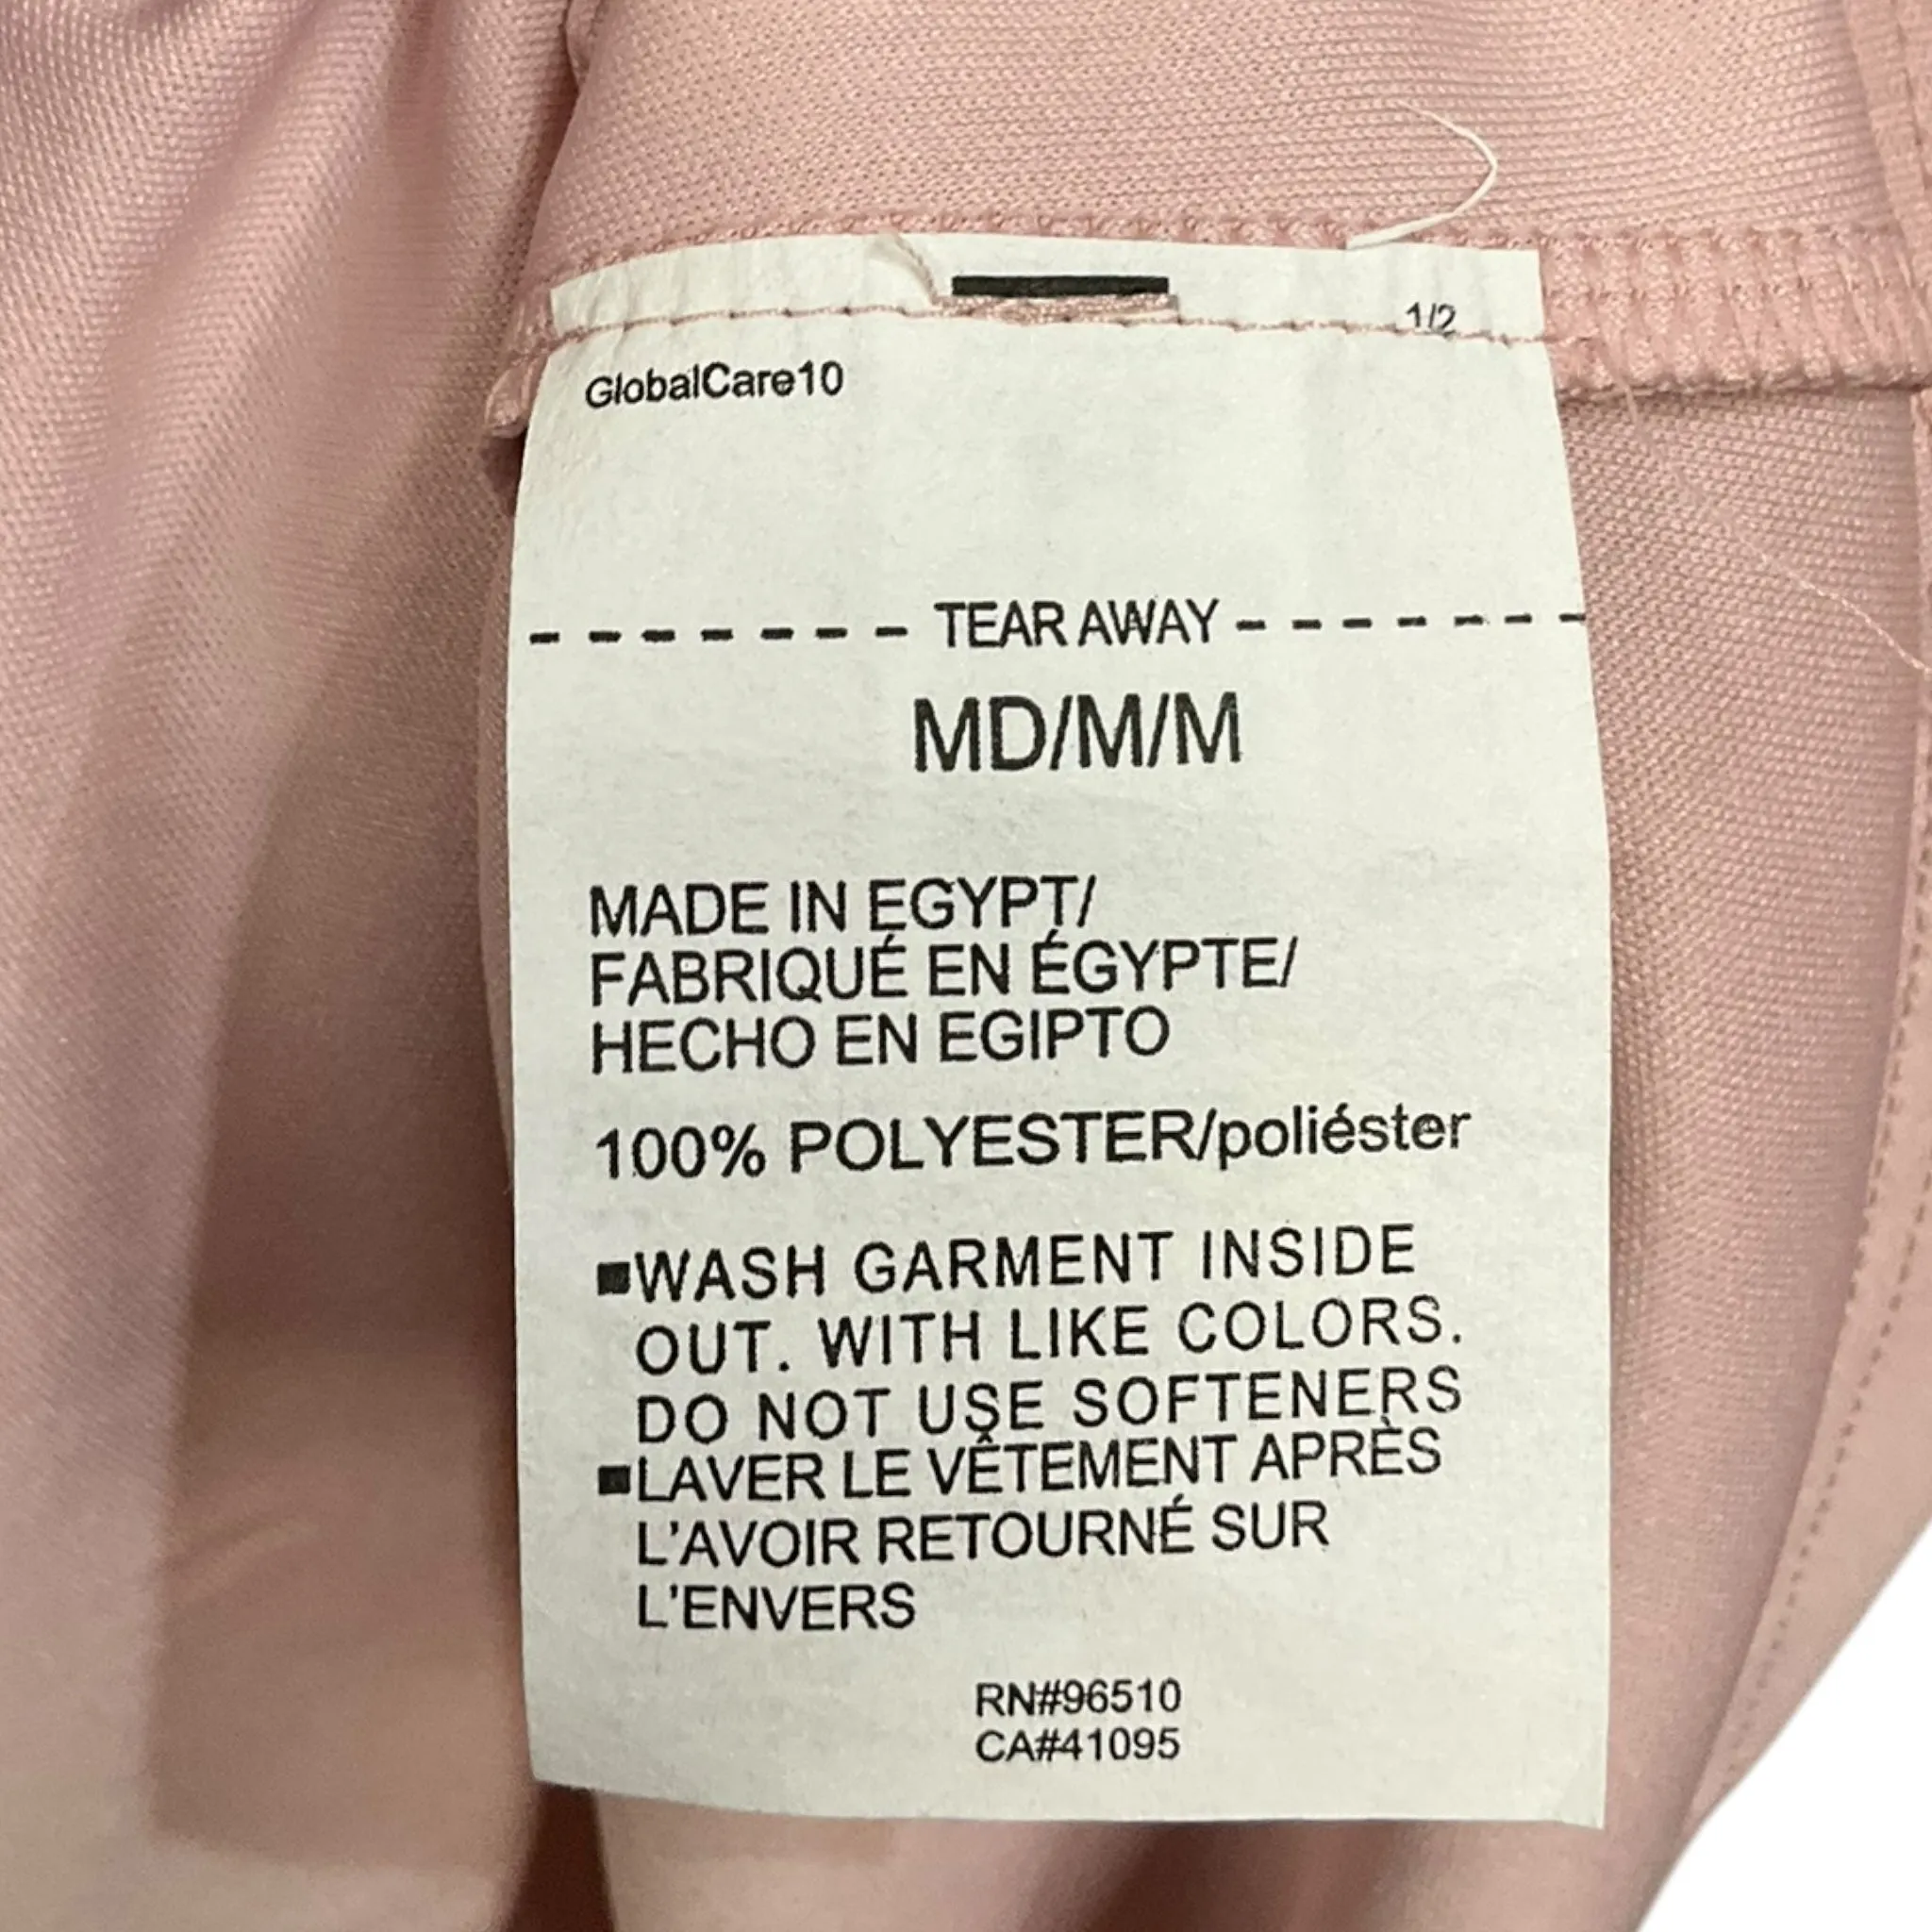 1/2
GlobalCare10
TEAR AWAY
MD/M/M
MADE IN EGYPT/
FABRIQUÉ EN ÉGYPTE/
HECHO EN EGIPTO
100% POLYESTER/poliéster
■WASH GARMENT INSIDE
OUT. WITH LIKE COLORS.
DO NOT USE SOFTENERS
■LAVER LE VÊTEMENT APRÈS
L'AVOIR RETOURNÉ SUR
L'ENVERS
RN#96510
CA#41095